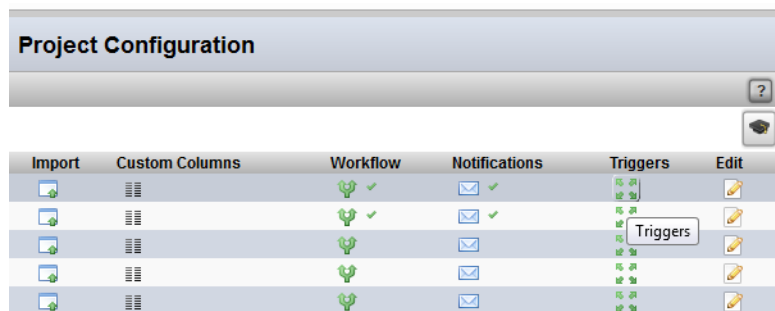 Project Configuration
?
Import Custom Columns Workflow Notifications Triggers Edit
Triggers